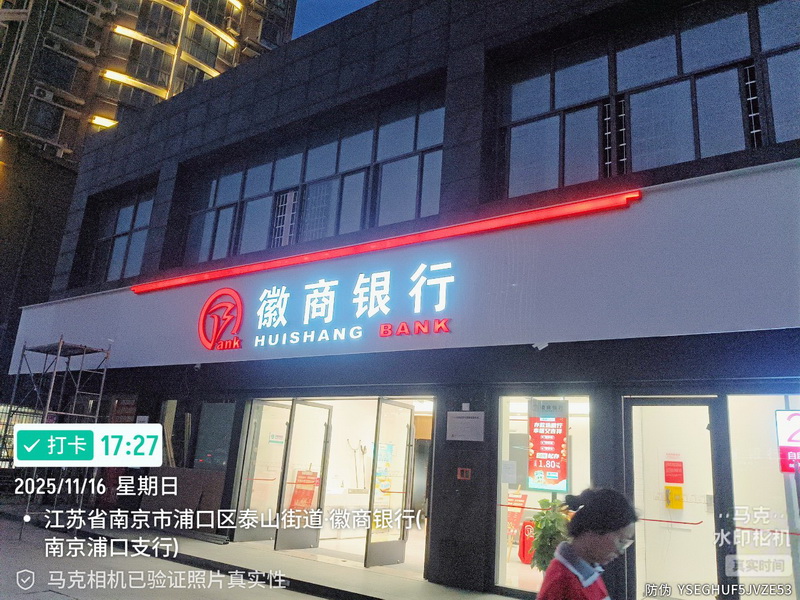 徽商银行
HUISHANG BANK
ank
1.80
打卡 17:27
2025/11/16 星期日
江苏省南京市浦口区泰山街道·徽商银行(
南京浦口支行)
马克相机已验证照片真实性
马克
水印相机
真实时间
防伪 YSEGHUF5JVZE53